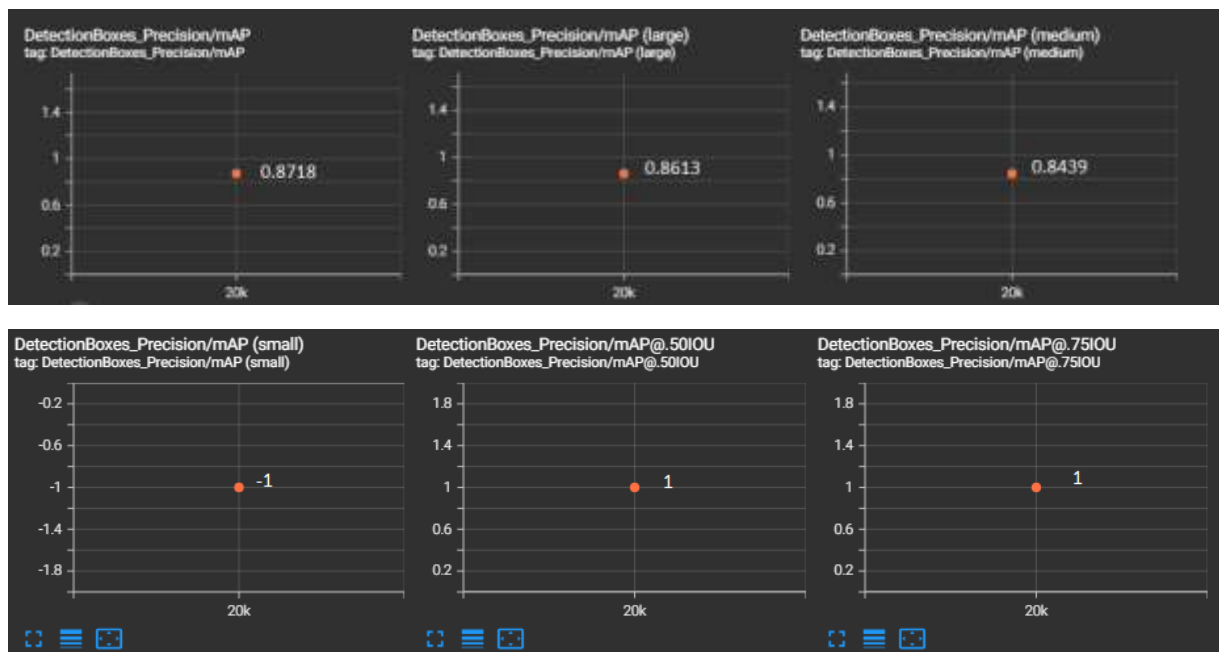 DetectionBoxes_Precision/mAP
tag: DetectionBoxes_Precision/mAP
1.4
1
0.6
0.2
0.8718
20k
DetectionBoxes_Precision/mAP (large)
tag: DetectionBoxes_Precision/mAP (large)
1.4
1
0.6
0.2
0.8613
20k
DetectionBoxes_Precision/mAP (medium)
tag: DetectionBoxes_Precision/mAP (medium)
1.4
1
0.6
0.2
0.8439
20k
DetectionBoxes_Precision/mAP (small)
tag: DetectionBoxes_Precision/mAP (small)
-0.2
-0.6
-1
-1.4
-1.8
-1
20k
DetectionBoxes_Precision/mAP@.50IOU
tag: DetectionBoxes_Precision/mAP@.50IOU
1.8
1.4
1
0.6
0.2
1
20k
DetectionBoxes_Precision/mAP@.75IOU
tag: DetectionBoxes_Precision/mAP@.75IOU
1.8
1.4
1
0.6
0.2
1
20k